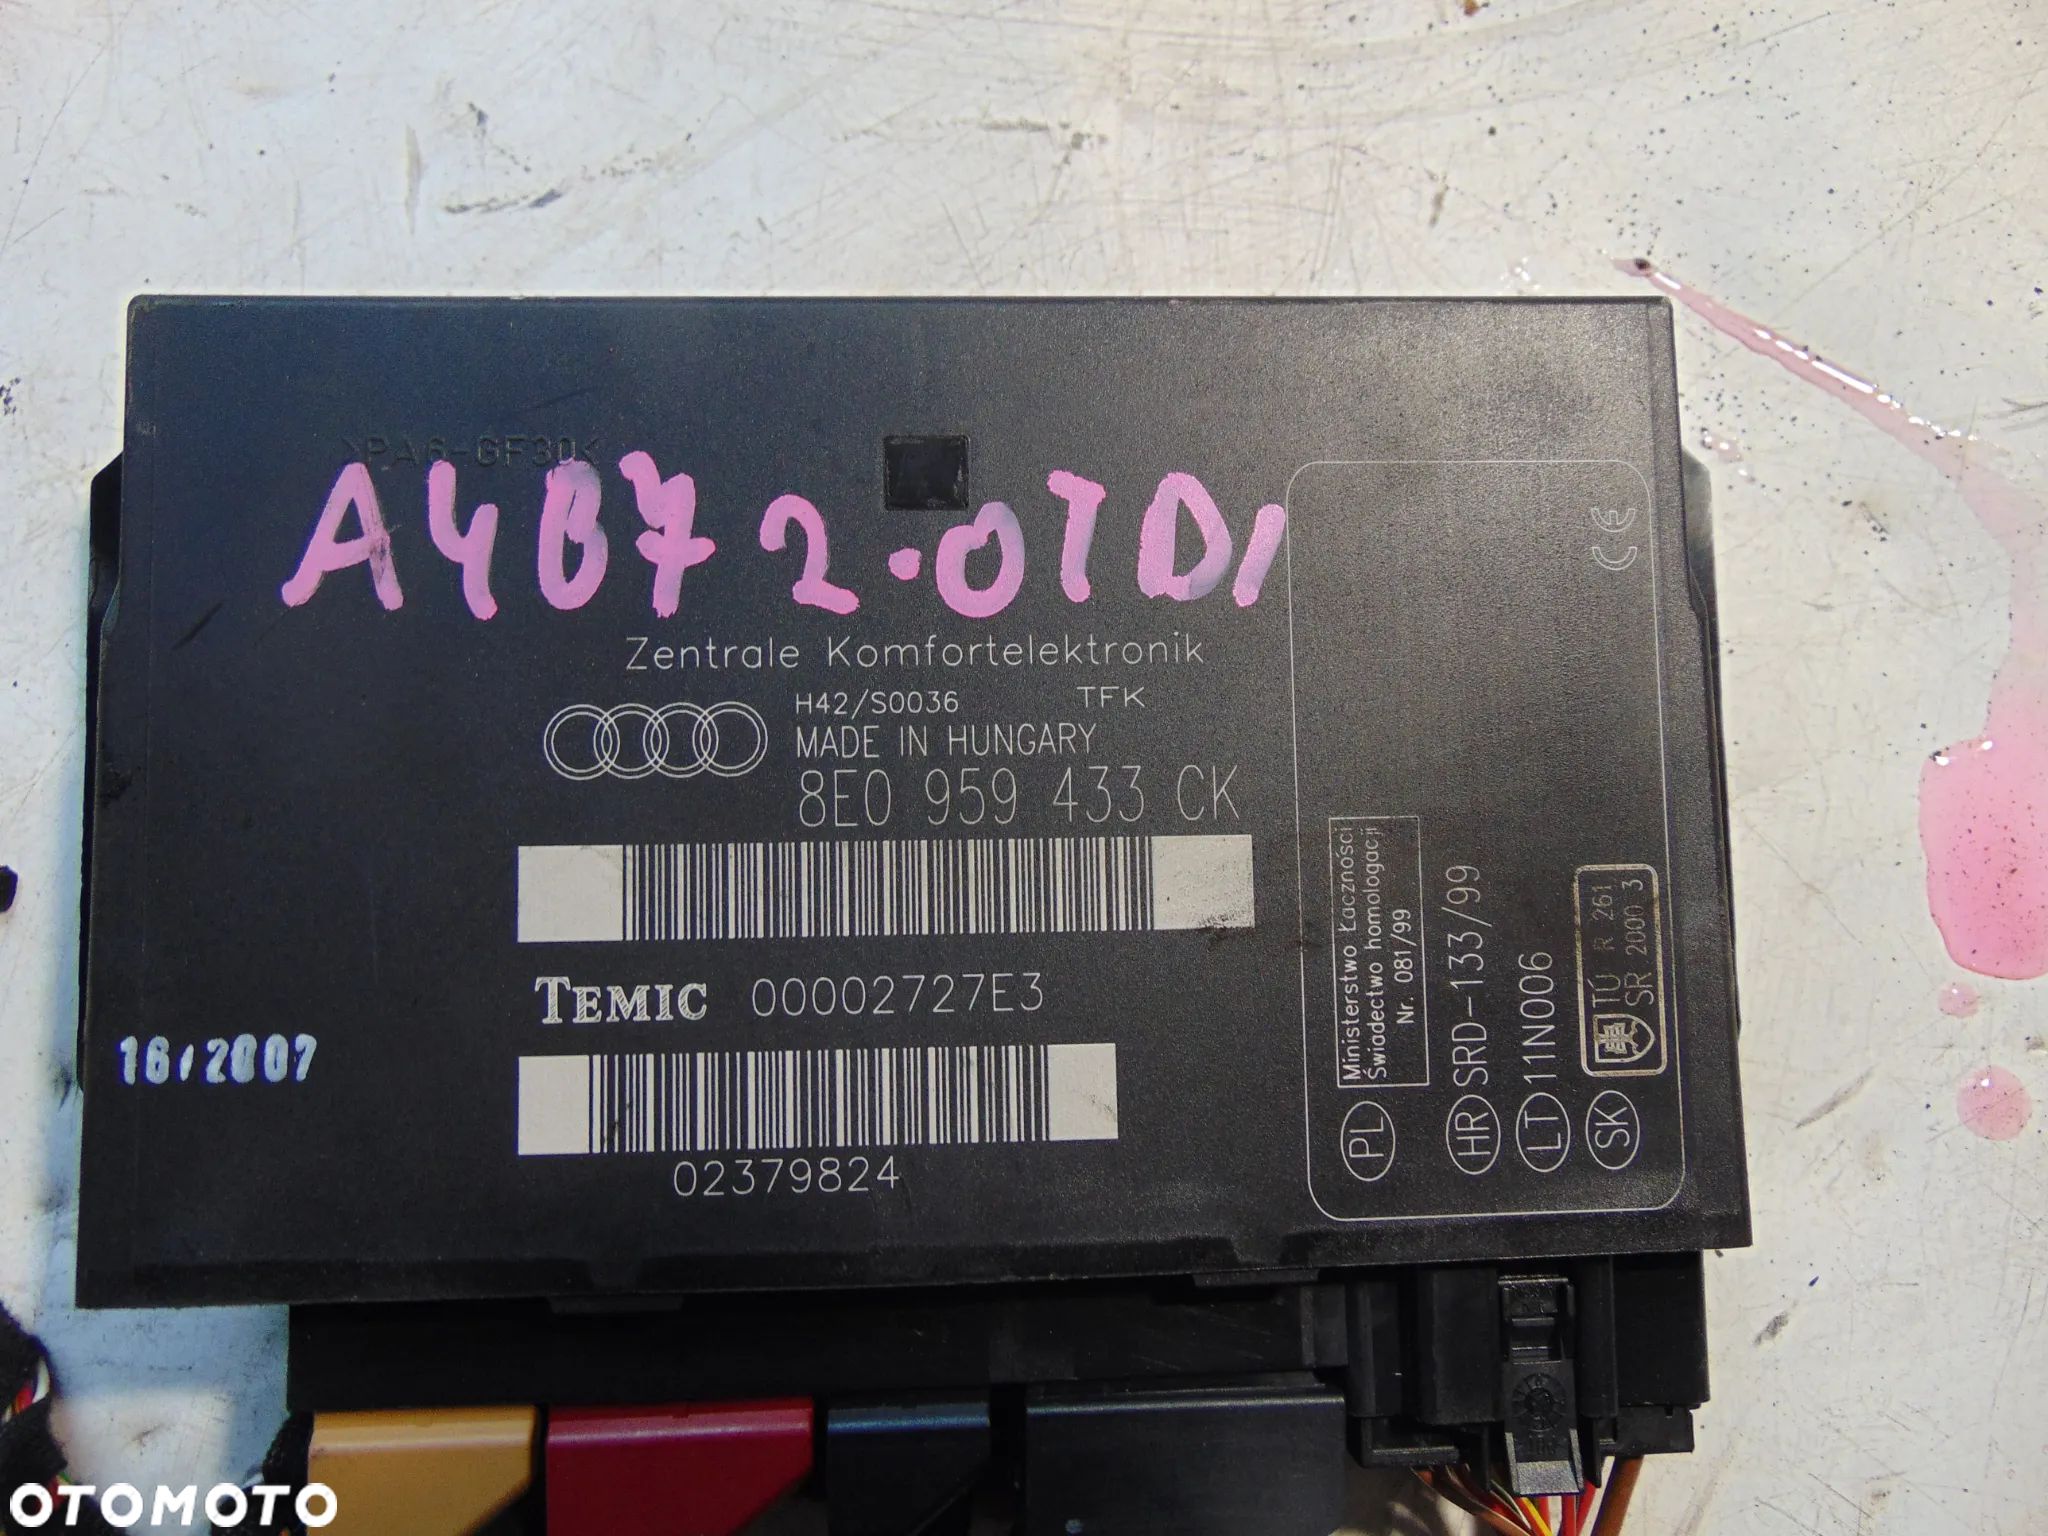 >PA6-GF30<
A4B7 2.0TDI
Zentrale Komfortelektronik
H42/S0036 TFK
MADE IN HUNGARY
8E0 959 433 CK
TEMIC 00002727E3
16/2007
02379824
CE
Ministerstwo Łączności
Świadectwo homologacji
Nr. 081/99
PL
HR SRD-133/99
LT 11N006
SK
TÚ R 261
SR 2000 3
OTOMOTO